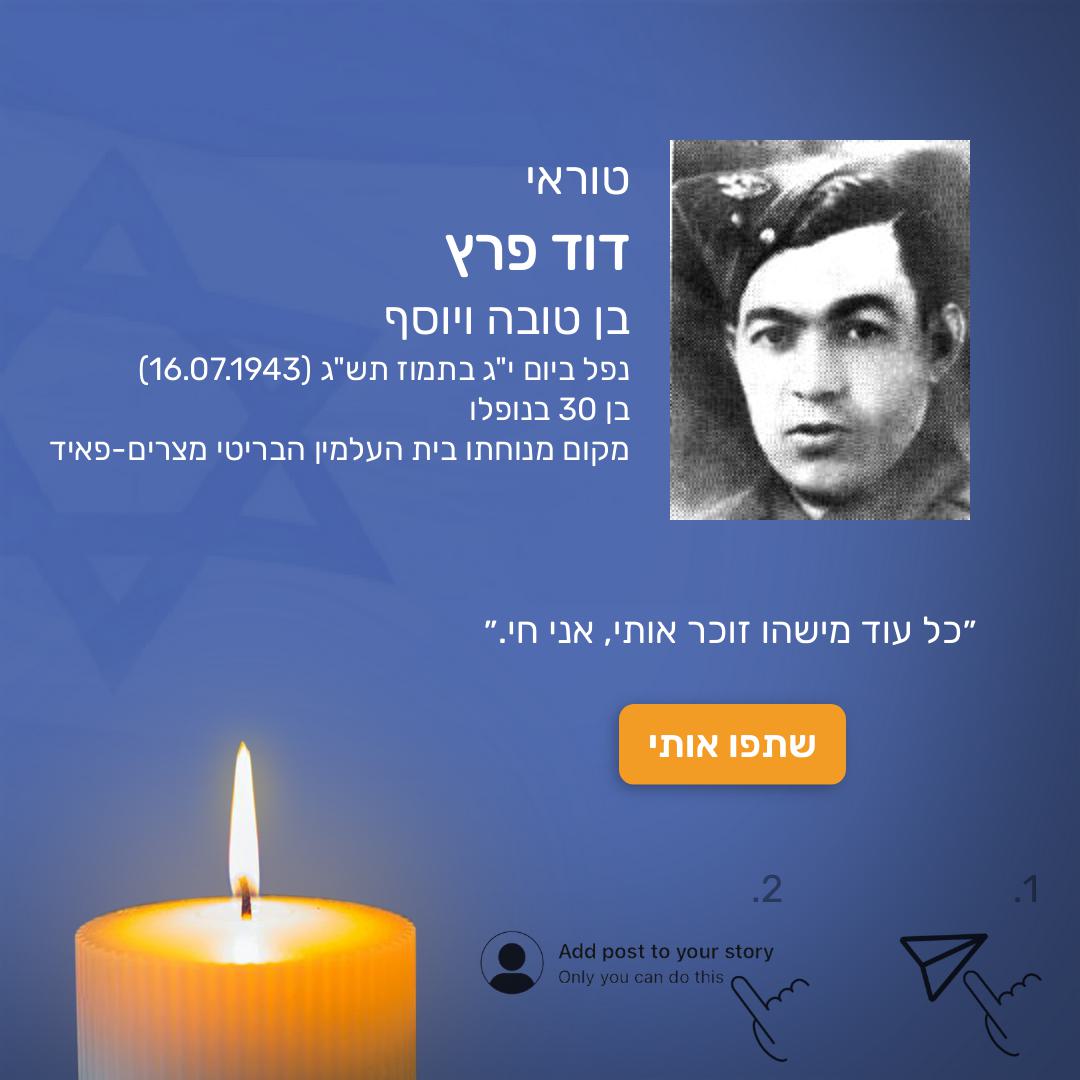 טוראי
דוד פרץ
בן טובה ויוסף
נפל ביום י"ג בתמוז תש"ג (16.07.1943)
בן 30 בנופלו
מקום מנוחתו בית העלמין הבריטי מצרים-פאיד
״כל עוד מישהו זוכר אותי, אני חי.״
שתפו אותי
1.
2.
Add post to your story
Only you can do this